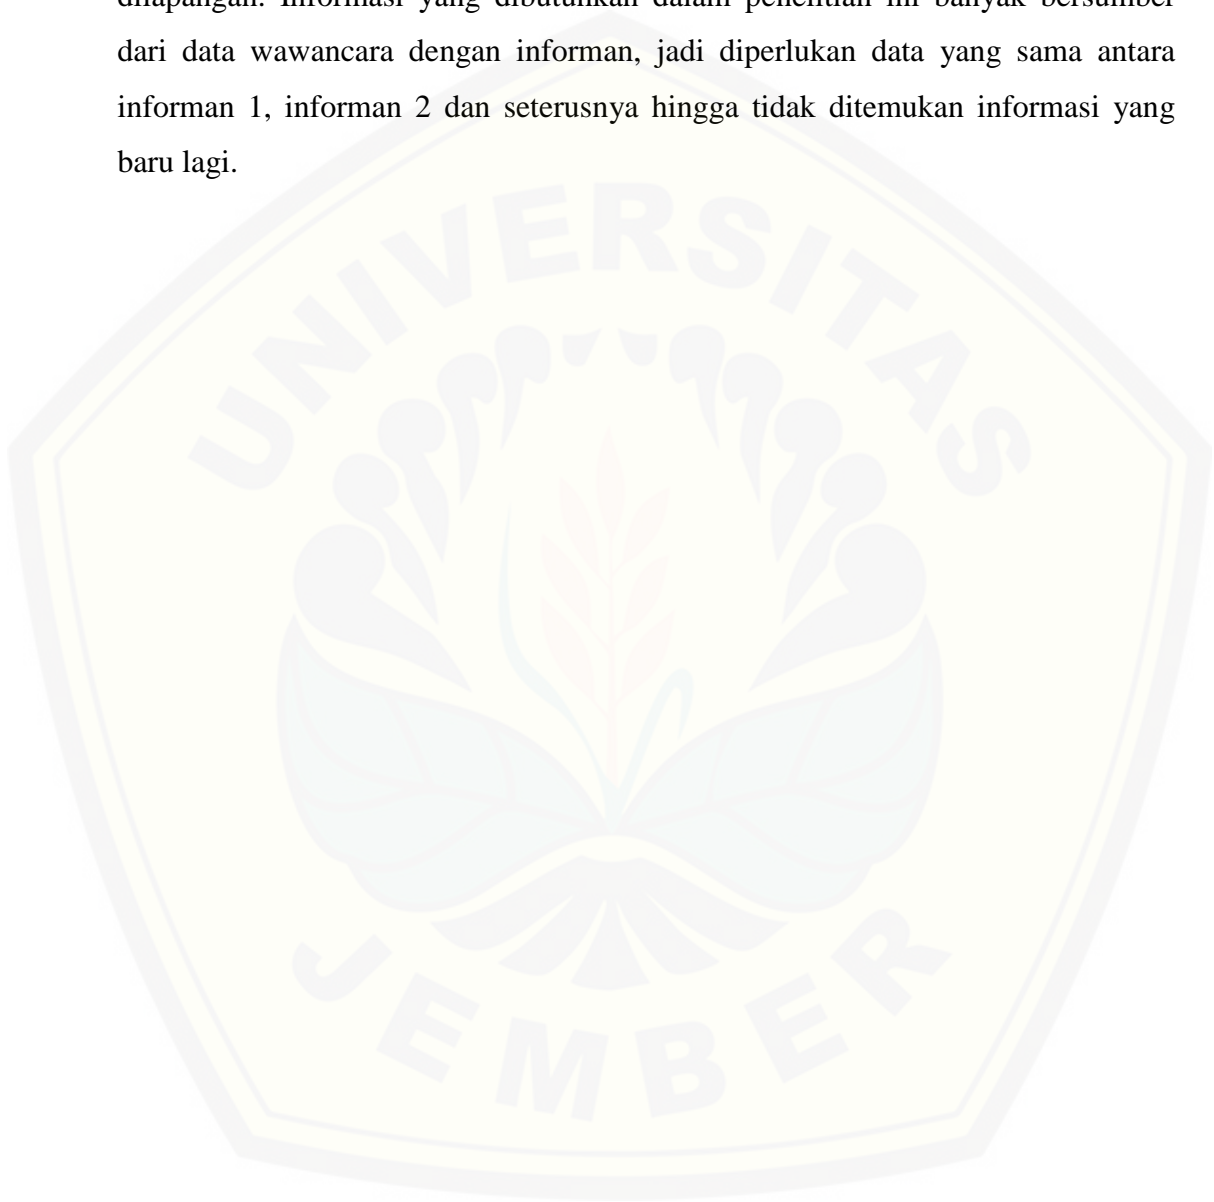 dilapangan. Informasi yang dibutuhkan dalam penelitian ini banyak bersumber
dari data wawancara dengan informan, jadi diperlukan data yang sama antara
informan 1, informan 2 dan seterusnya hingga tidak ditemukan informasi yang
baru lagi.
UNIVERSITAS
JEMBER